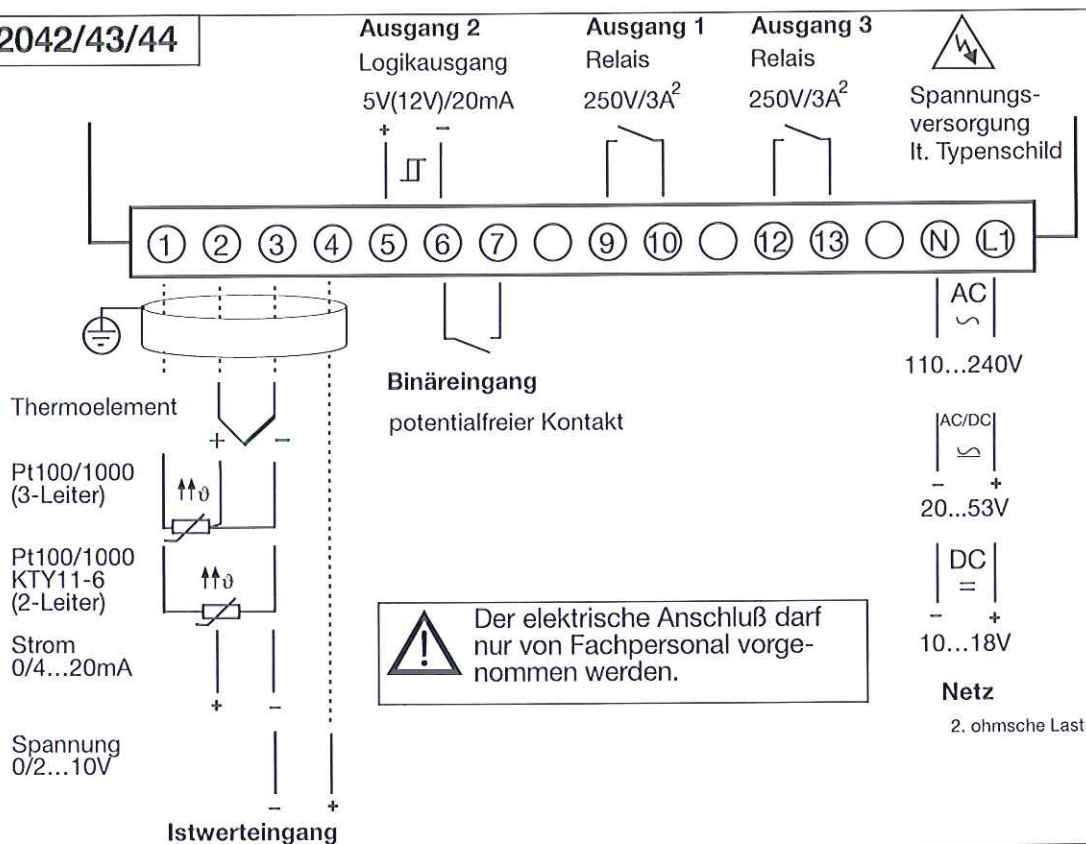 2042/43/44
Ausgang 2
Logikausgang
5V(12V)/20mA
+ −
Ausgang 1
Relais
250V/3A²
Ausgang 3
Relais
250V/3A²
Spannungs-
versorgung
lt. Typenschild
1 2 3 4 5 6 7 9 10 12 13 N L1
Thermoelement
+ −
Pt100/1000
(3-Leiter)
ϑ
Pt100/1000
KTY11-6
(2-Leiter)
ϑ
Strom
0/4...20mA
+ −
Spannung
0/2...10V
− +
Istwerteingang
Binäreingang
potentialfreier Kontakt
Der elektrische Anschluß darf
nur von Fachpersonal vorge-
nommen werden.
AC
110...240V
AC/DC
− +
20...53V
DC
− +
10...18V
Netz
2. ohmsche Last